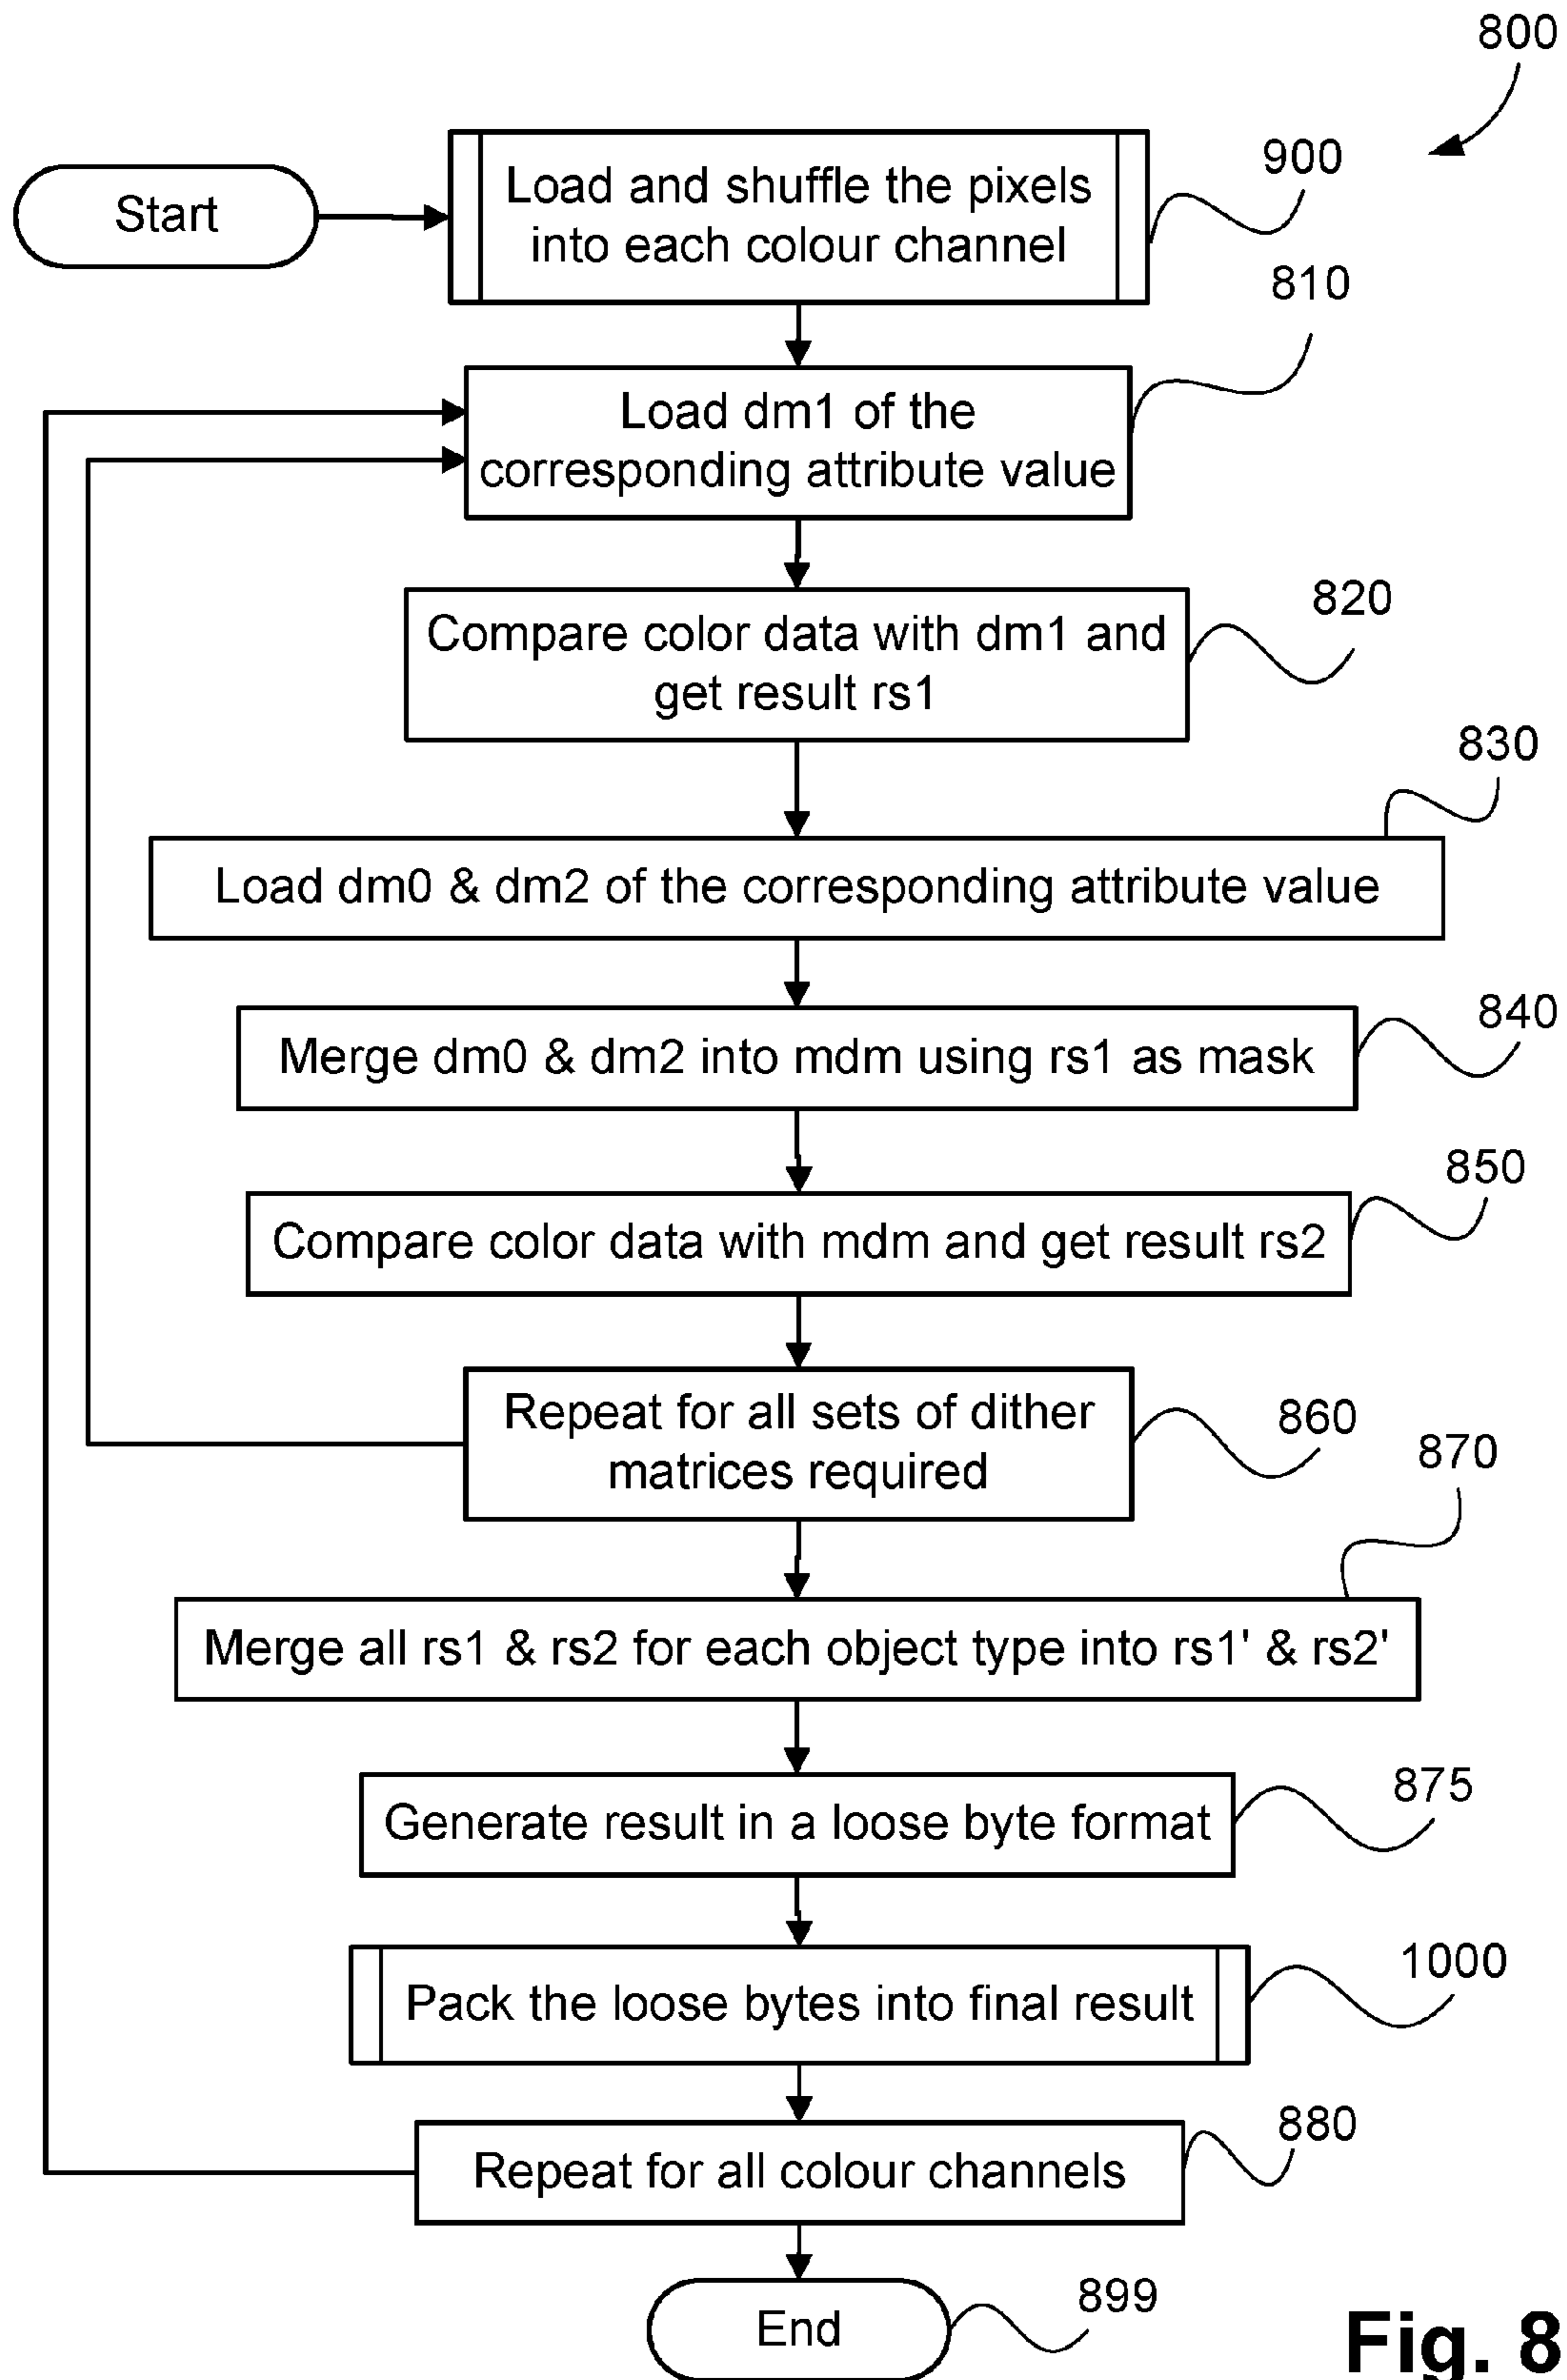 800
900
Start
Load and shuffle the pixels
into each colour channel
810
Load dm1 of the
corresponding attribute value
820
Compare color data with dm1 and
get result rs1
830
Load dm0 & dm2 of the corresponding attribute value
840
Merge dm0 & dm2 into mdm using rs1 as mask
850
Compare color data with mdm and get result rs2
860
Repeat for all sets of dither
matrices required
870
Merge all rs1 & rs2 for each object type into rs1' & rs2'
875
Generate result in a loose byte format
1000
Pack the loose bytes into final result
880
Repeat for all colour channels
899
End
Fig. 8